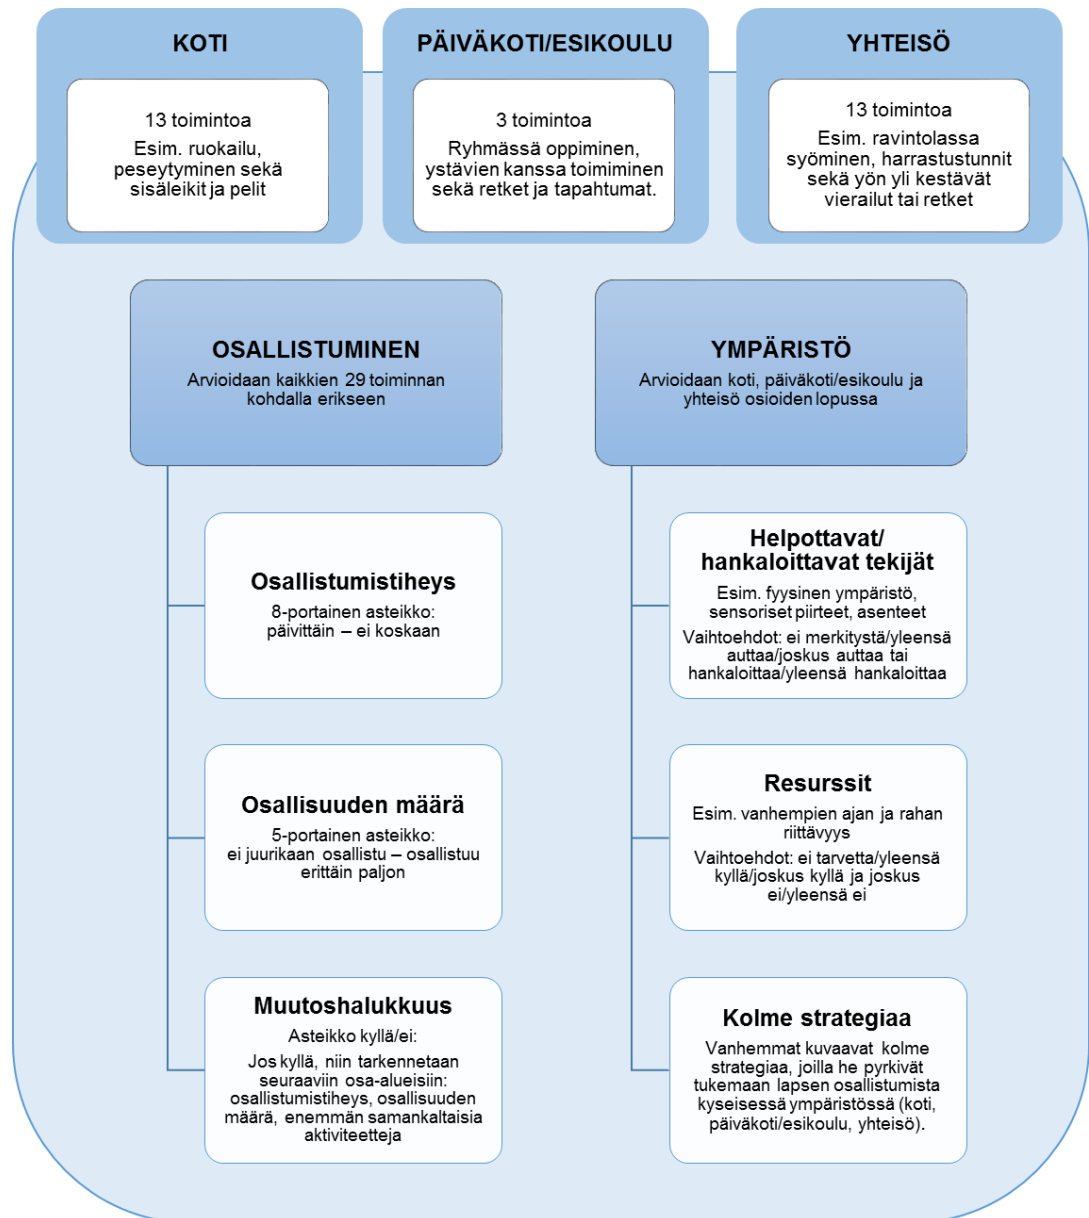 KOTI
13 toimintoa
Esim. ruokailu,
peseytyminen sekä
sisäleikit ja pelit
PÄIVÄKOTI/ESIKOULU
3 toimintoa
Ryhmässä oppiminen,
ystävien kanssa toimiminen
sekä retket ja tapahtumat.
YHTEISÖ
13 toimintoa
Esim. ravintolassa
syöminen, harrastustunnit
sekä yön yli kestävät
vierailut tai retket
OSALLISTUMINEN
Arvioidaan kaikkien 29 toiminnan
kohdalla erikseen
Osallistumistiheys
8-portainen asteikko:
päivittäin – ei koskaan
Osallisuuden määrä
5-portainen asteikko:
ei juurikaan osallistu – osallistuu
erittäin paljon
Muutoshalukkuus
Asteikko kyllä/ei:
Jos kyllä, niin tarkennetaan
seuraaviin osa-alueisiin:
osallistumistiheys, osallisuuden
määrä, enemmän samankaltaisia
aktiviteetteja
YMPÄRISTÖ
Arvioidaan koti, päiväkoti/esikoulu ja
yhteisö osioiden lopussa
Helpottavat/
hankaloittavat tekijät
Esim. fyysinen ympäristö,
sensoriset piirteet, asenteet
Vaihtoehdot: ei merkitystä/yleensä
auttaa/joskus auttaa tai
hankaloittaa/yleensä hankaloittaa
Resurssit
Esim. vanhempien ajan ja rahan
riittävyys
Vaihtoehdot: ei tarvetta/yleensä
kyllä/joskus kyllä ja joskus
ei/yleensä ei
Kolme strategiaa
Vanhemmat kuvaavat kolme
strategiaa, joilla he pyrkivät
tukemaan lapsen osallistumista
kyseisessä ympäristössä (koti,
päiväkoti/esikoulu, yhteisö).